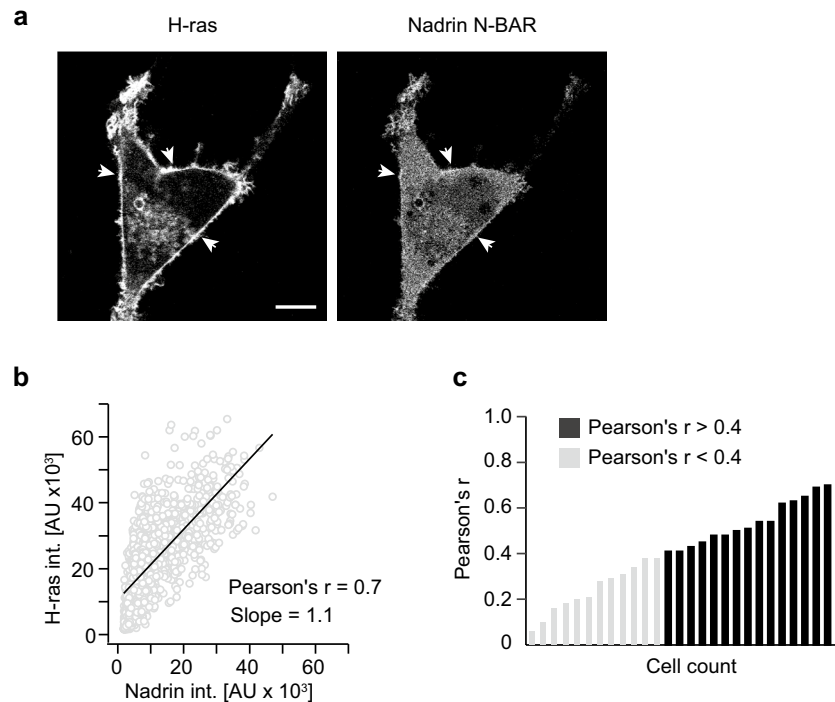 a
H-ras
Nadrin N-BAR
b
H-ras int. [AU x10³]
60
40
20
0
Pearson's r = 0.7
Slope = 1.1
0 20 40 60
Nadrin int. [AU x 10³]
c
Pearson's r
1.0
0.8
0.6
0.4
0.2
0
Pearson's r > 0.4
Pearson's r < 0.4
Cell count